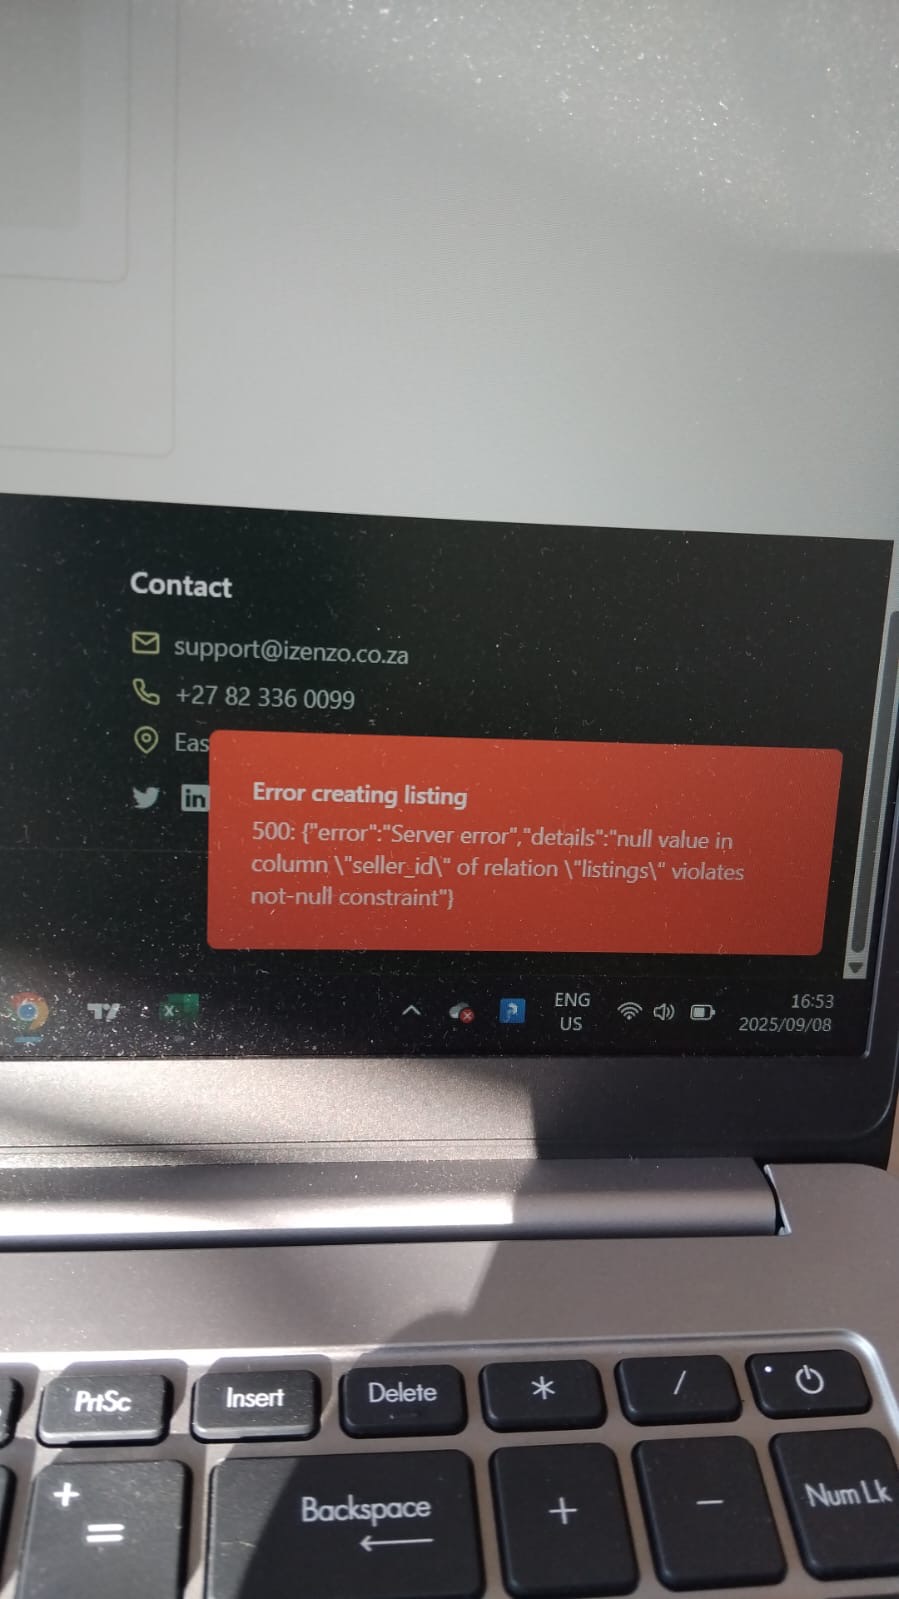 Contact
support@izenzo.co.za
+27 82 336 0099
Eas
in
Error creating listing
500: {"error":"Server error","details":"null value in
column \"seller_id\" of relation \"listings\" violates
not-null constraint"}
ENG
US
16:53
2025/09/08
PrtSc
Insert
Delete
*
/
+
=
Backspace
+
−
Num Lk